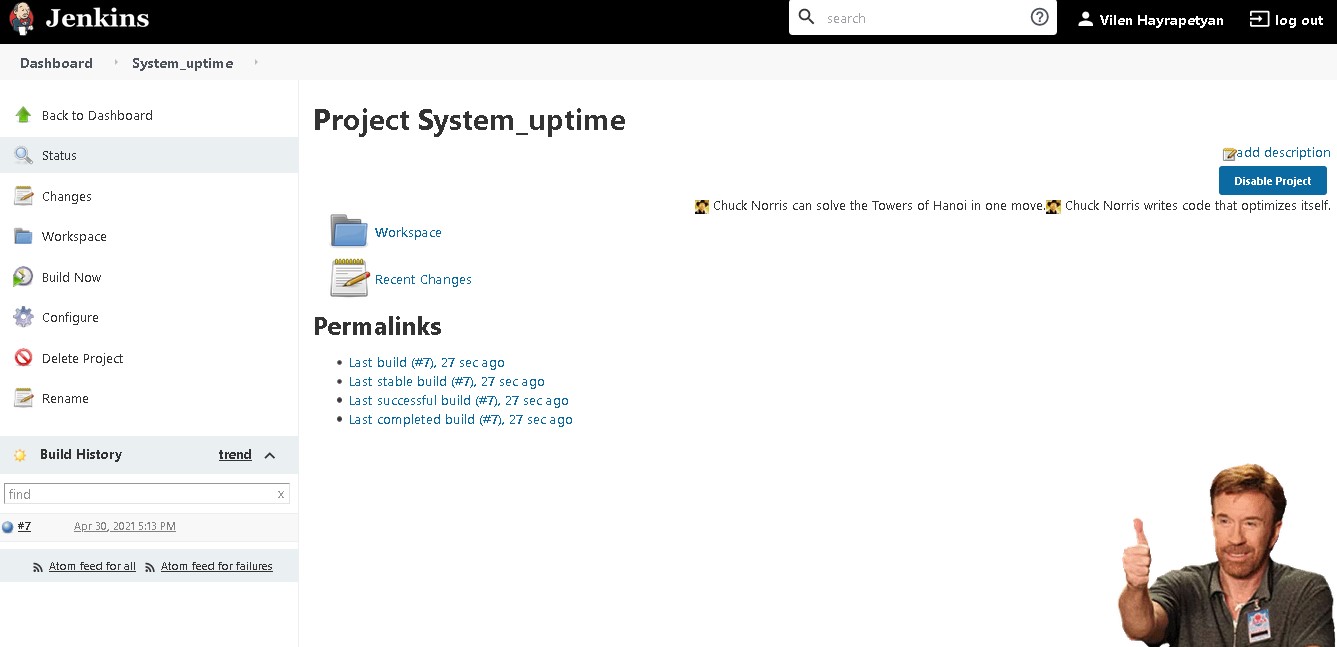 Jenkins
search
Vilen Hayrapetyan
log out
Dashboard
System_uptime
Back to Dashboard
Status
Changes
Workspace
Build Now
Configure
Delete Project
Rename
Build History
trend
find
x
#7
Apr 30, 2021 5:13 PM
Atom feed for all
Atom feed for failures
Project System_uptime
add description
Disable Project
Chuck Norris can solve the Towers of Hanoi in one move. Chuck Norris writes code that optimizes itself.
Workspace
Recent Changes
Permalinks
Last build (#7), 27 sec ago
Last stable build (#7), 27 sec ago
Last successful build (#7), 27 sec ago
Last completed build (#7), 27 sec ago